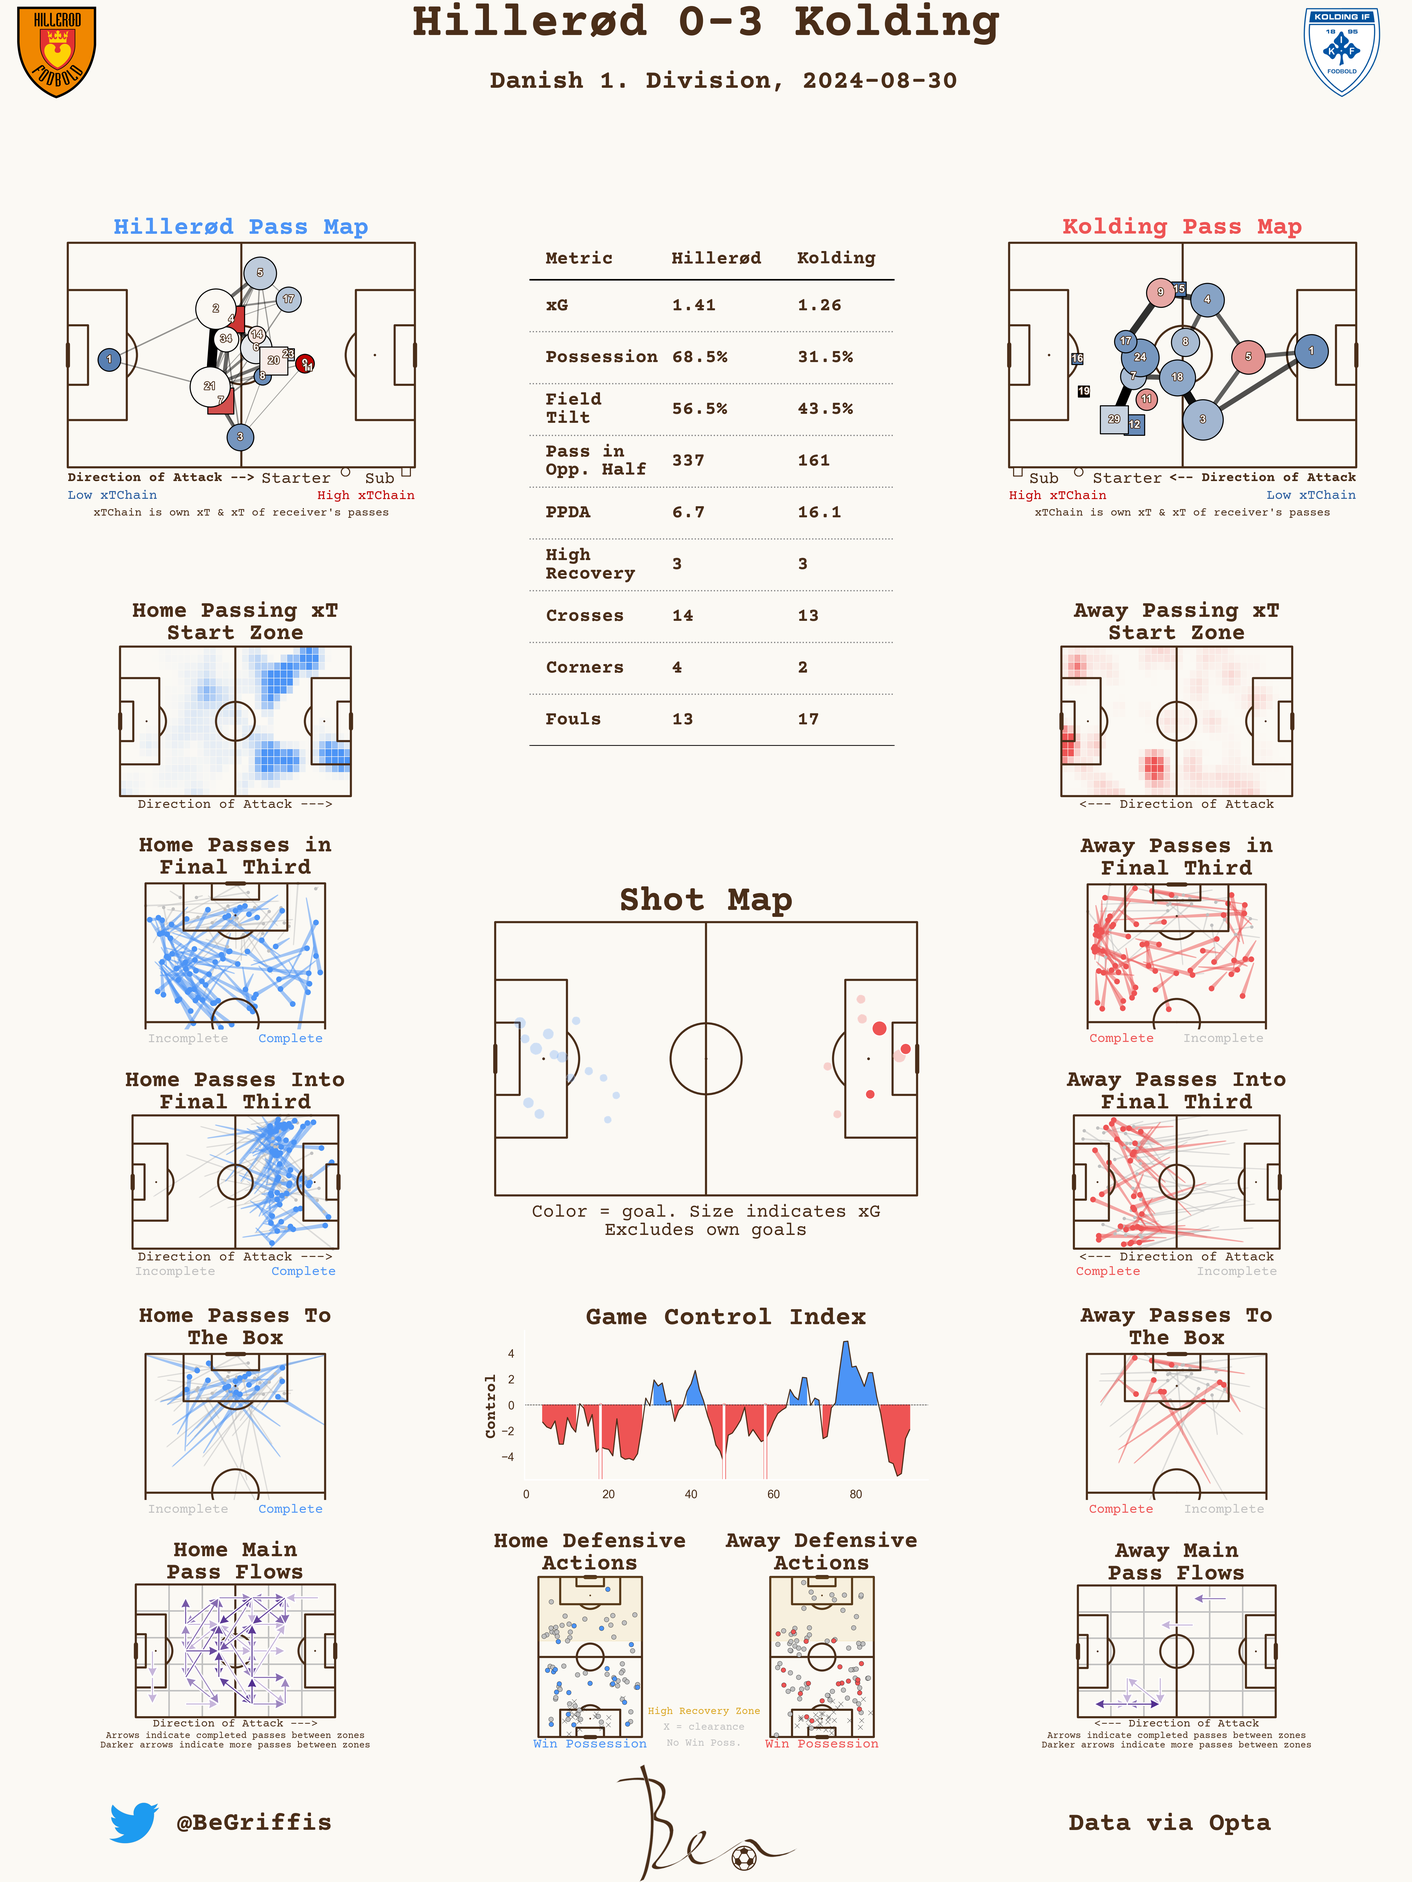 Hillerød 0-3 Kolding
Danish 1. Division, 2024-08-30
HILLERØD
FODBOLD
KOLDING IF
18 95
K I F
FODBOLD
Hillerød Pass Map
5
17
2
4
34
14
6
20
23
9
11
1
8
21
7
3
Direction of Attack --> Starter Sub
Low xTChain High xTChain
xTChain is own xT & xT of receiver's passes
Metric Hillerød Kolding
xG 1.41 1.26
Possession 68.5% 31.5%
Field
Tilt 56.5% 43.5%
Pass in
Opp. Half 337 161
PPDA 6.7 16.1
High
Recovery 3 3
Crosses 14 13
Corners 4 2
Fouls 13 17
Kolding Pass Map
9
15
4
17
8
24
16
5
1
7
18
19
11
29
12
3
Sub Starter <-- Direction of Attack
High xTChain Low xTChain
xTChain is own xT & xT of receiver's passes
Home Passing xT
Start Zone
Direction of Attack --->
Away Passing xT
Start Zone
<--- Direction of Attack
Home Passes in
Final Third
Incomplete Complete
Away Passes in
Final Third
Complete Incomplete
Shot Map
Color = goal. Size indicates xG
Excludes own goals
Home Passes Into
Final Third
Direction of Attack --->
Incomplete Complete
Away Passes Into
Final Third
<--- Direction of Attack
Complete Incomplete
Home Passes To
The Box
Incomplete Complete
Game Control Index
Control
4
2
0
−2
−4
0 20 40 60 80
Away Passes To
The Box
Complete Incomplete
Home Main
Pass Flows
Direction of Attack --->
Arrows indicate completed passes between zones
Darker arrows indicate more passes between zones
Home Defensive
Actions
Win Possession
Away Defensive
Actions
Win Possession
High Recovery Zone
X = clearance
No Win Poss.
Away Main
Pass Flows
<--- Direction of Attack
Arrows indicate completed passes between zones
Darker arrows indicate more passes between zones
@BeGriffis
Ben
Data via Opta